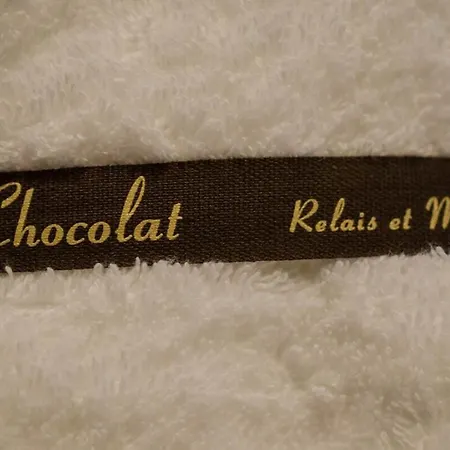 Chocolat Relais et M